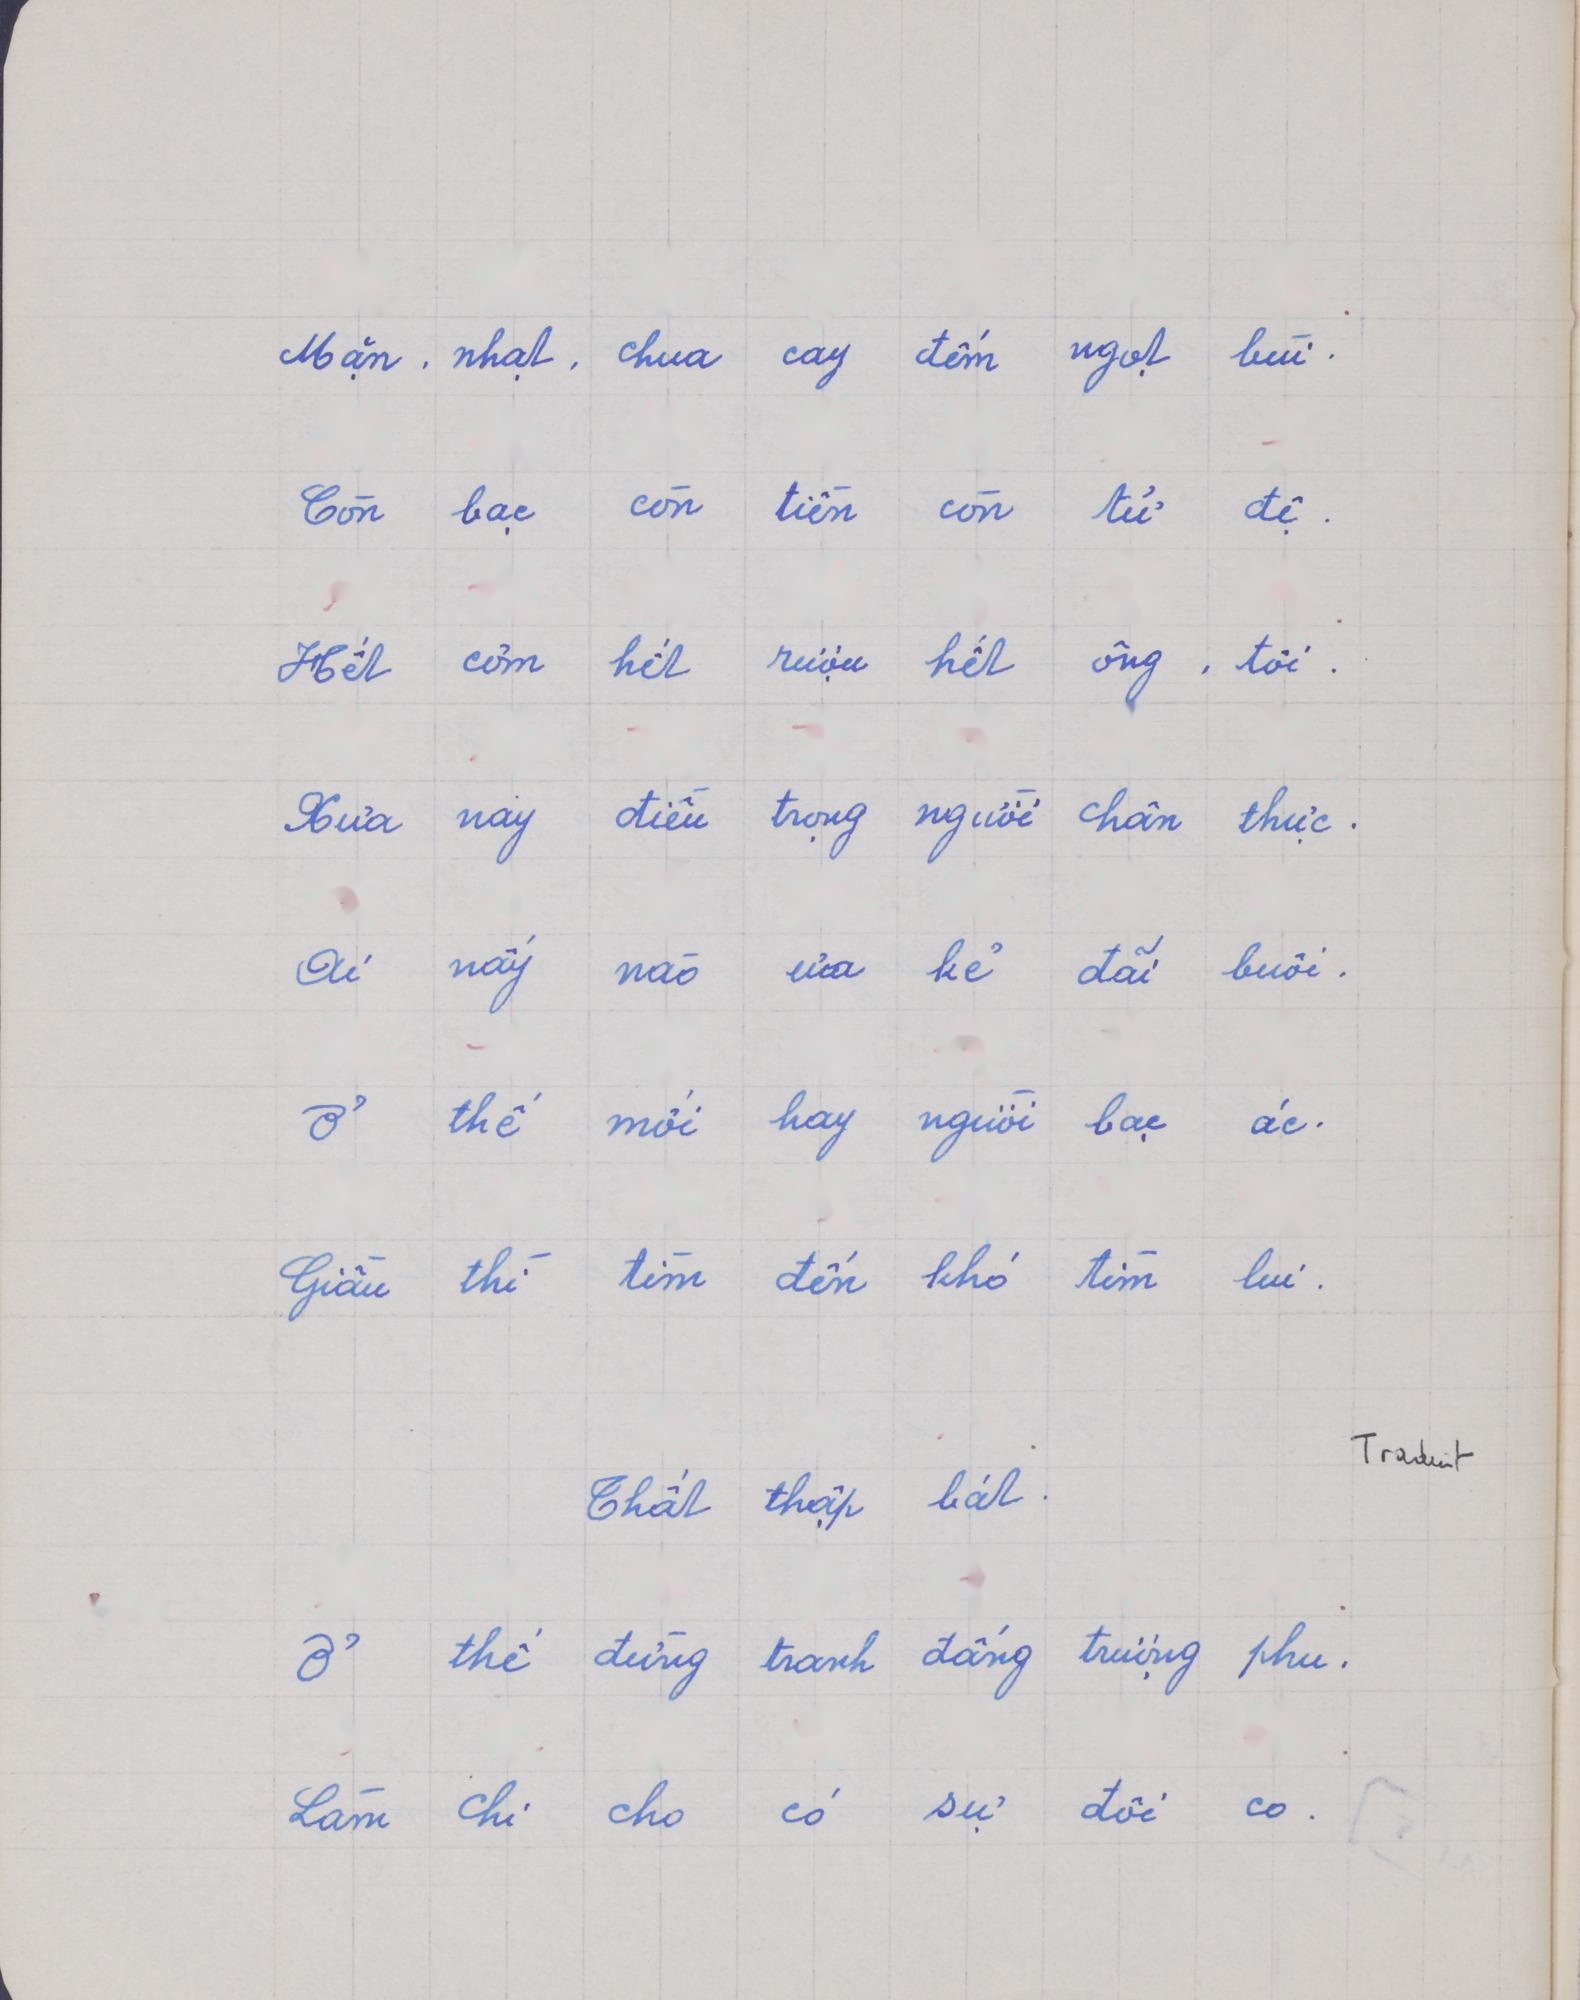 Mặn, nhạt, chua cay đếm ngọt bùi.
Còn bạc còn tiền còn tử đệ.
Hết cơm hết rượu hết ông, tôi.
Xưa nay điều trọng người chân thực.
Ai nấy nào ưa kẻ đãi buôi.
Ở thế mới hay người bạc ác.
Giầu thì tìm đến khó tìm lui.
Traduit
Thất thập bát.
Ở thế đừng tranh đấng trượng phu.
Làm chi cho có sự đôi co.